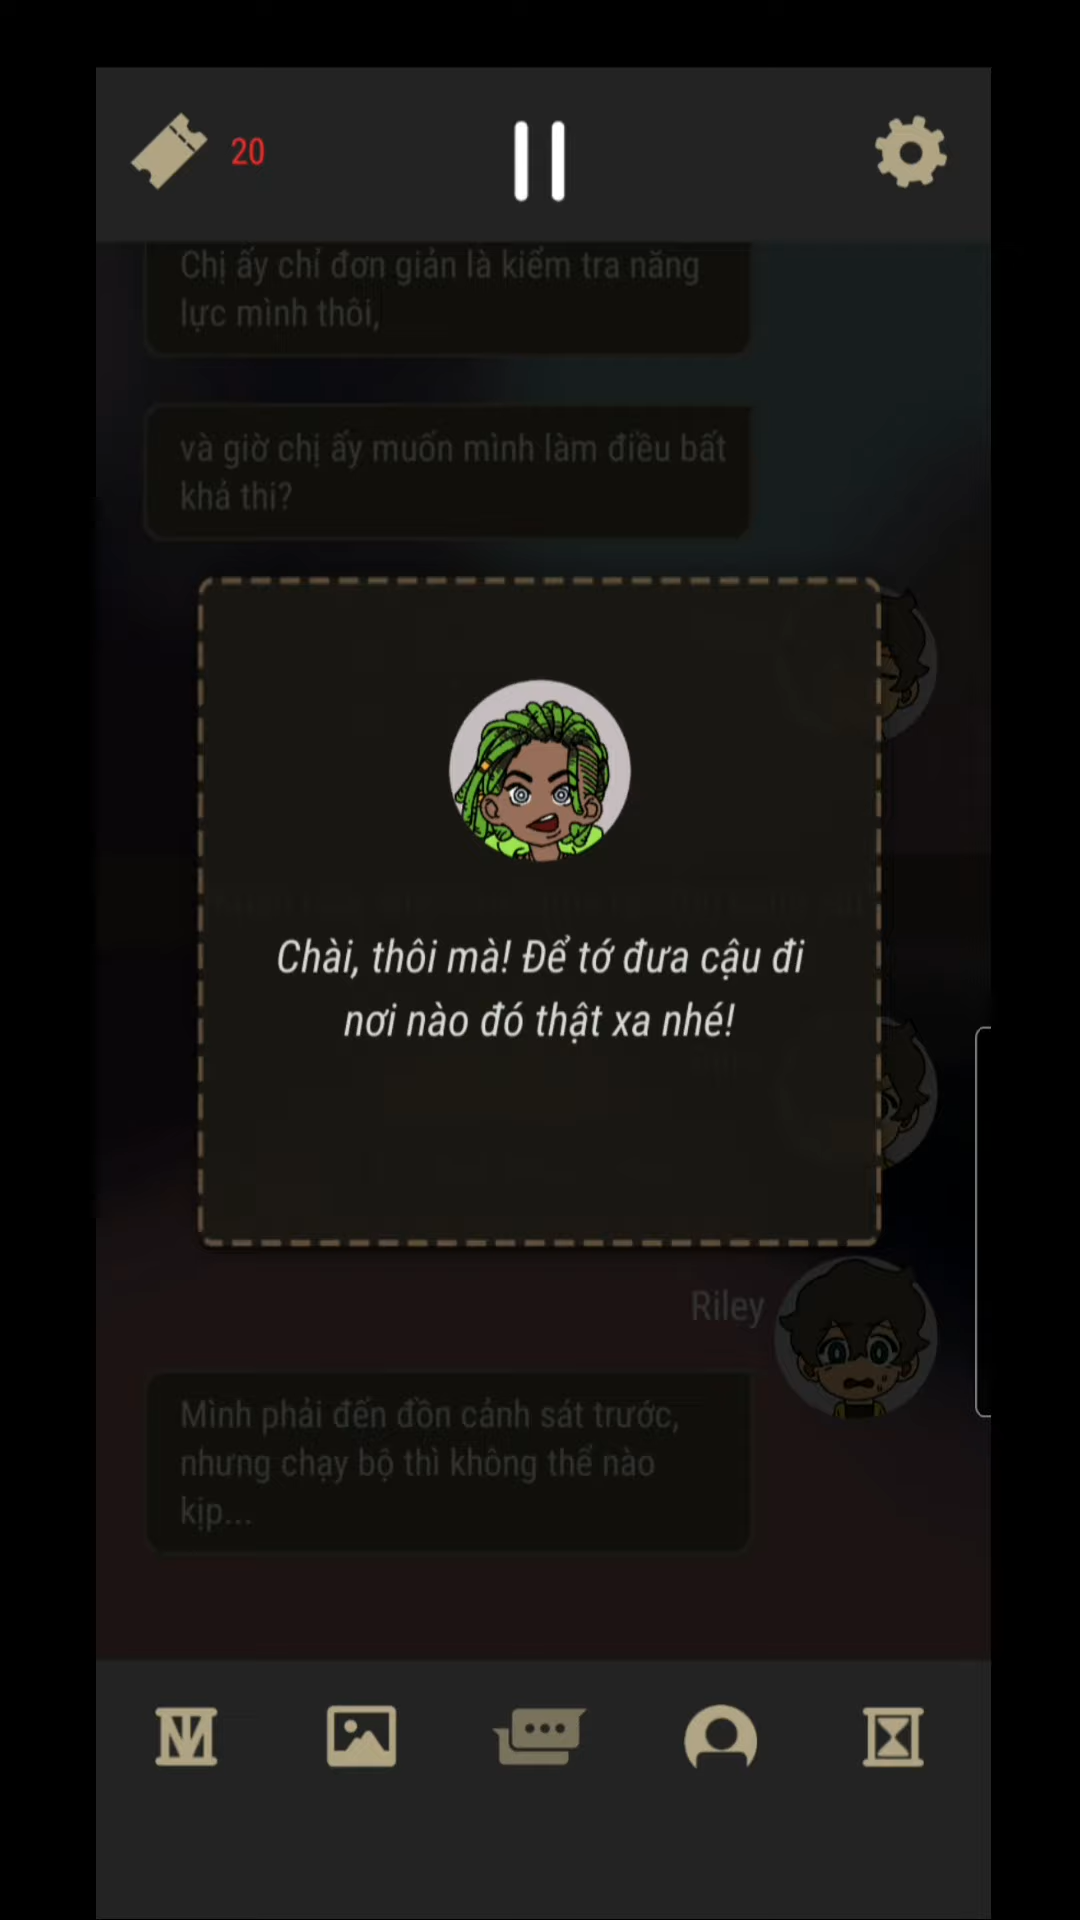 20
Chị ấy chỉ đơn giản là kiểm tra năng
lực mình thôi,
và giờ chị ấy muốn mình làm điều bất
khả thi?
Chài, thôi mà! Để tớ đưa cậu đi
nơi nào đó thật xa nhé!
Riley
Mình phải đến đồn cảnh sát trước,
nhưng chạy bộ thì không thể nào
kịp...